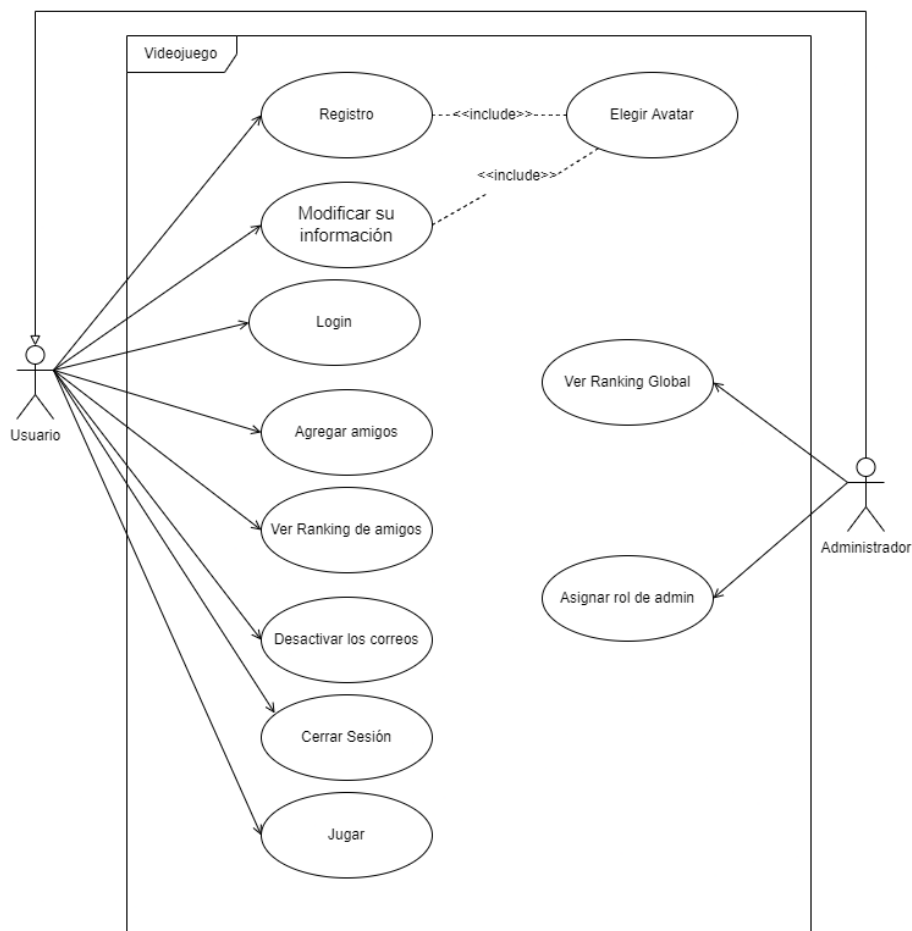 Videojuego
Registro
<<include>>
Elegir Avatar
<<include>>
Modificar su
información
Login
Ver Ranking Global
Agregar amigos
Usuario
Ver Ranking de amigos
Administrador
Asignar rol de admin
Desactivar los correos
Cerrar Sesión
Jugar